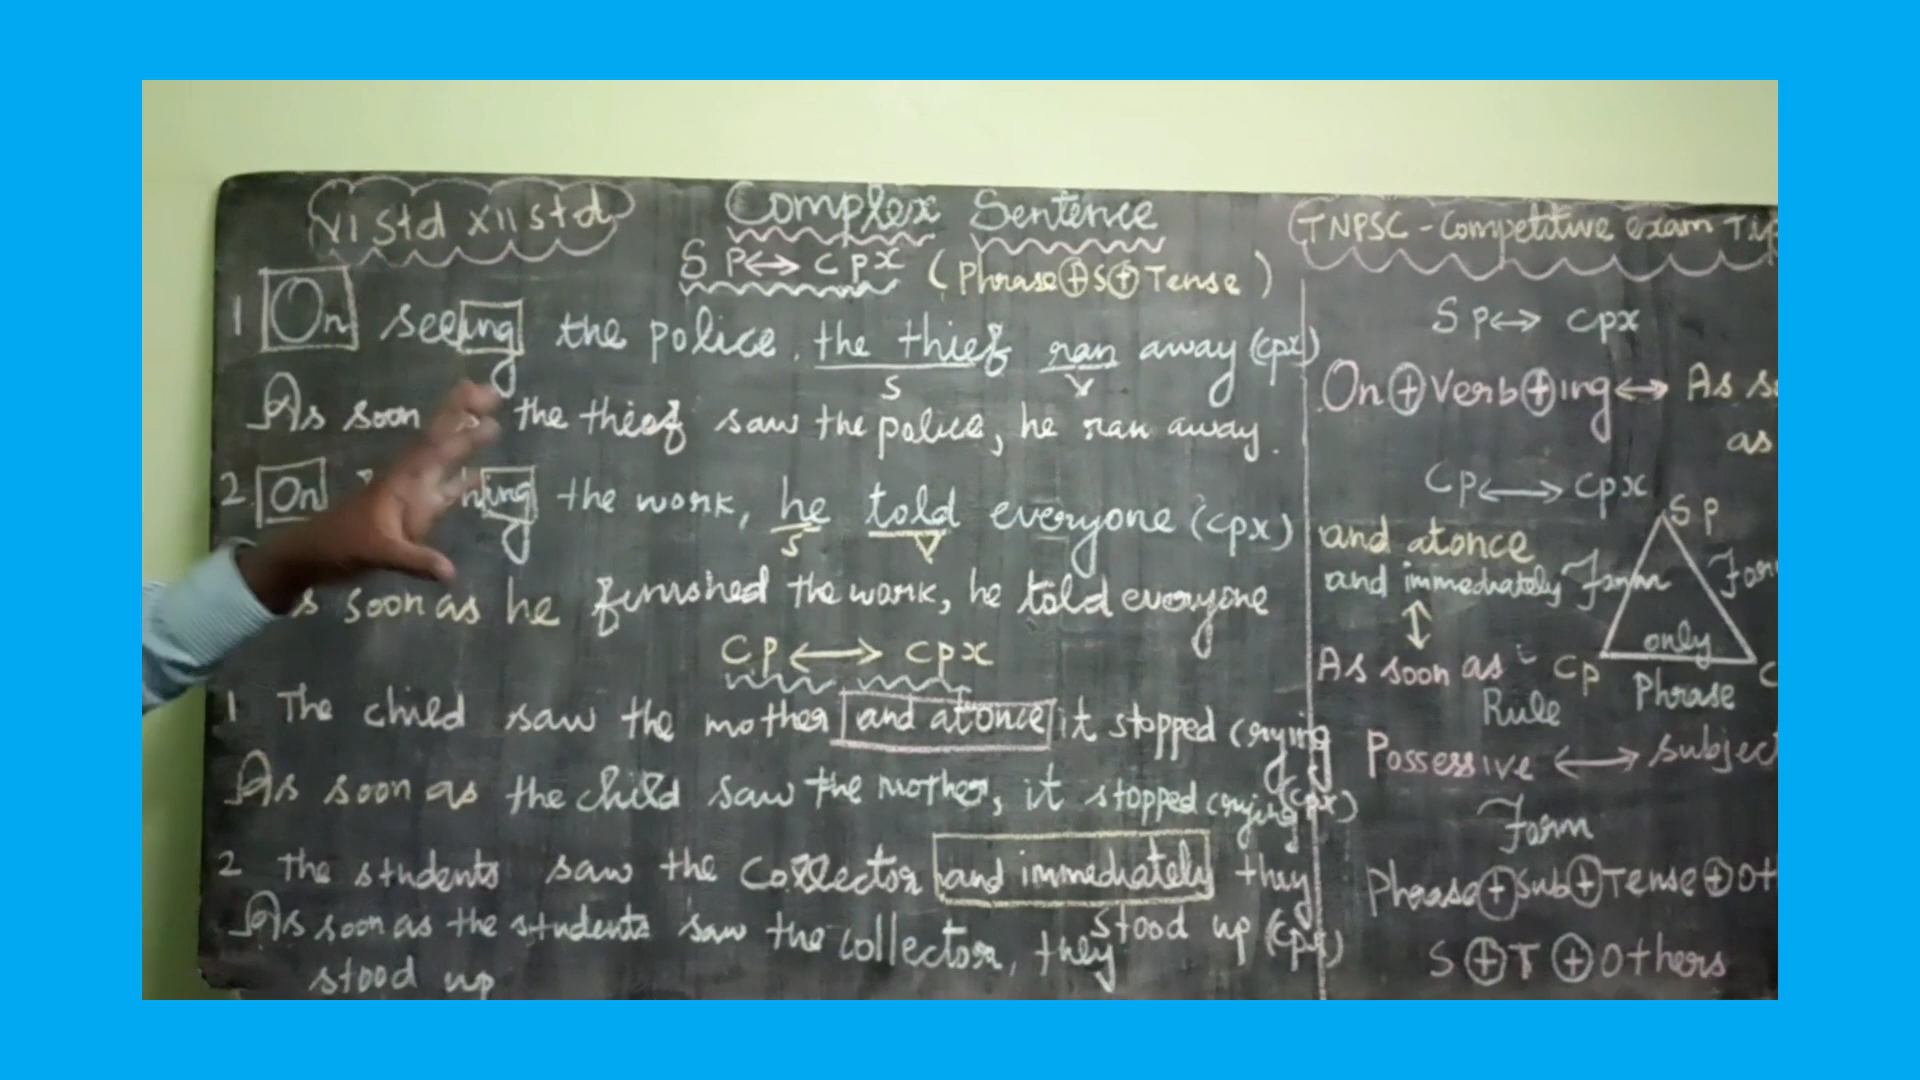 VI Std XII Std
Complex Sentence
SP ↔ CPX (Phrase ⊕ S ⊕ Tense)
1 On seeing the police, the thief ran away (cpx)
S V
As soon the thief saw the police, he ran away.
2 On the work, he told everyone (cpx)
S V
s soon as he finished the work, he told everyone
CP ↔ CPX
1 The child saw the mother and atonce it stopped crying
As soon as the child saw the mother, it stopped crying (cpx)
2 The students saw the Collector and immediately they
stood up (cpx)
As soon as the students saw the collector, they
stood up
TNPSC - Competitive exam
SP ↔ CPX
On ⊕ Verb ⊕ ing ↔ As
as
CP ↔ CPX
and atonce
and immediately
↕
As soon as
SP
Form
only
CP
Phrase
Rule
Possessive ↔ Subject
Form
Phrase ⊕ Sub ⊕ Tense ⊕ Ot
S ⊕ T ⊕ Others